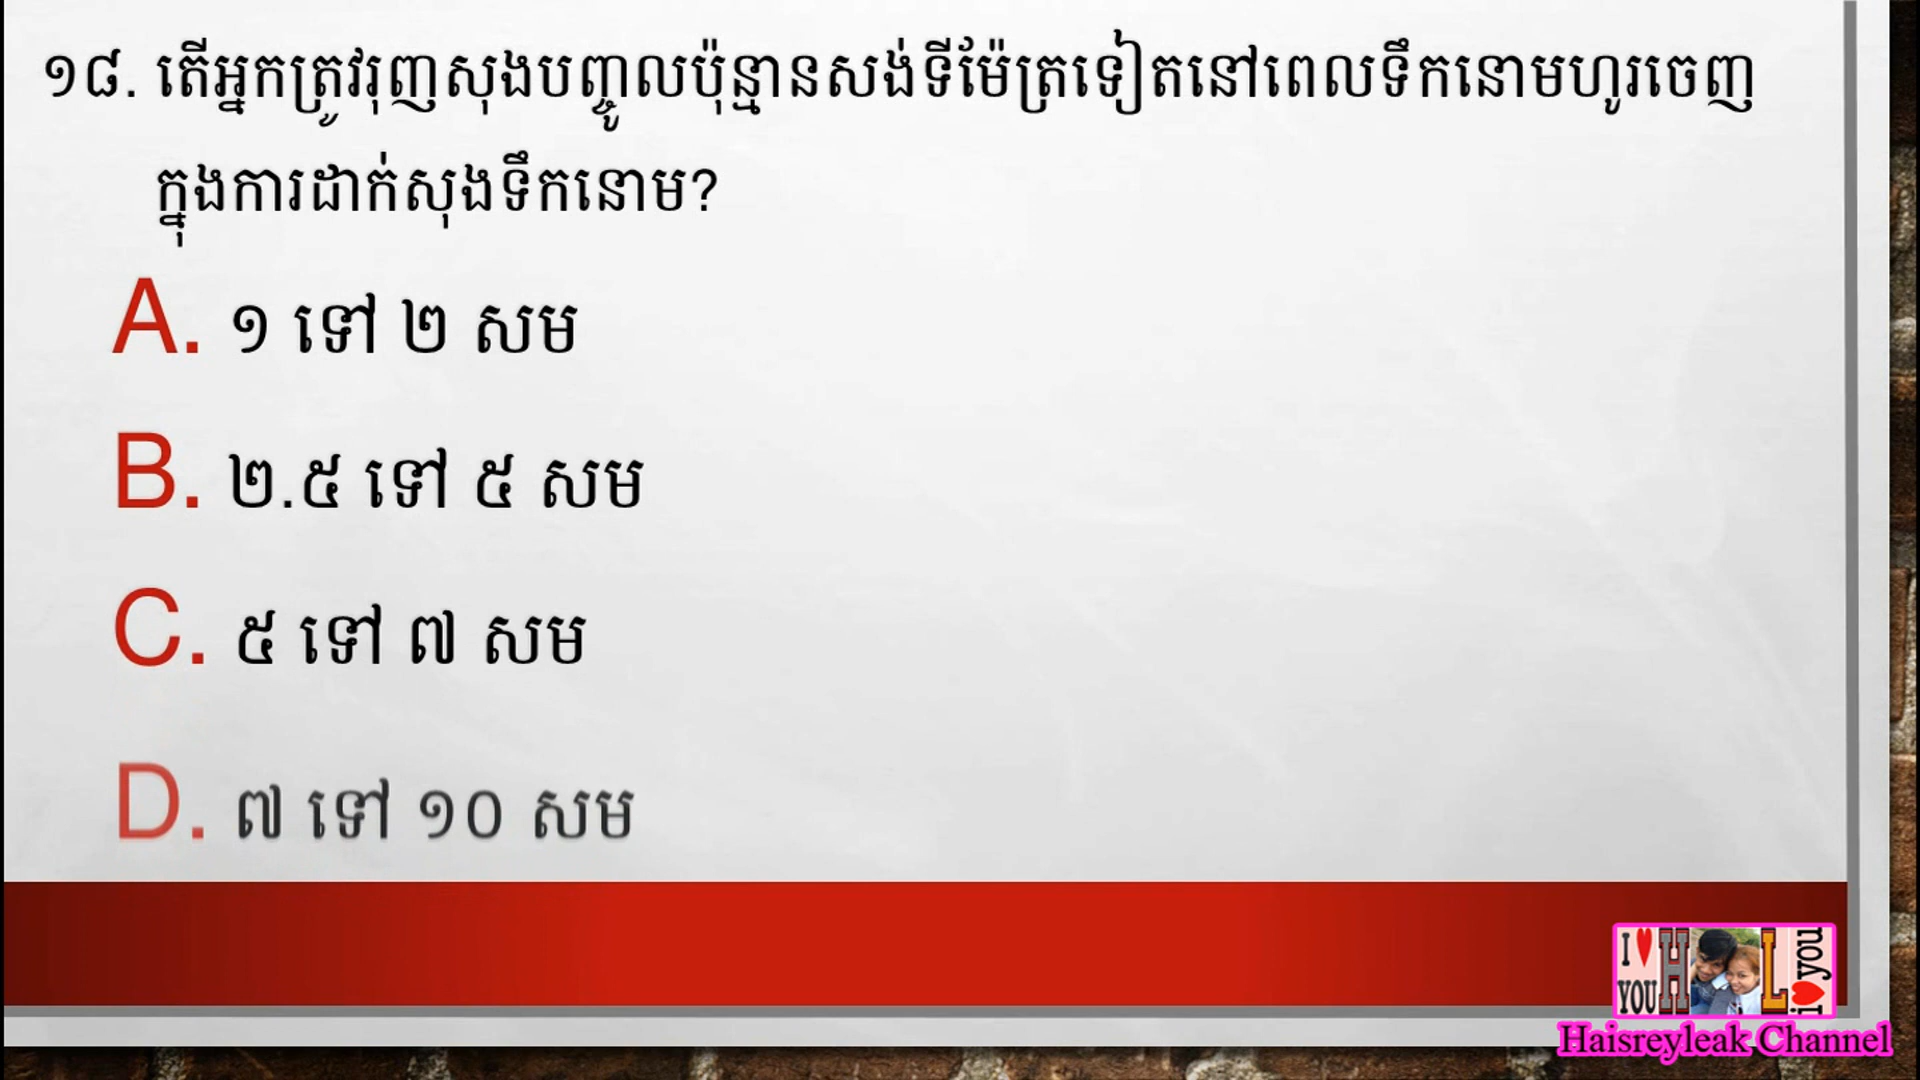 ១៨. តើអ្នកត្រូវរុញសុងបញ្ចូលប៉ុន្មានសង់ទីម៉ែត្រទៀតនៅពេលទឹកនោមហូរចេញ
ក្នុងការដាក់សុងទឹកនោម?
A. ១ ទៅ ២ សម
B. ២.៥ ទៅ ៥ សម
C. ៥ ទៅ ៧ សម
D. ៧ ទៅ ១០ សម
I ♥ YOU H L i ♥ you
Haisreyleak Channel